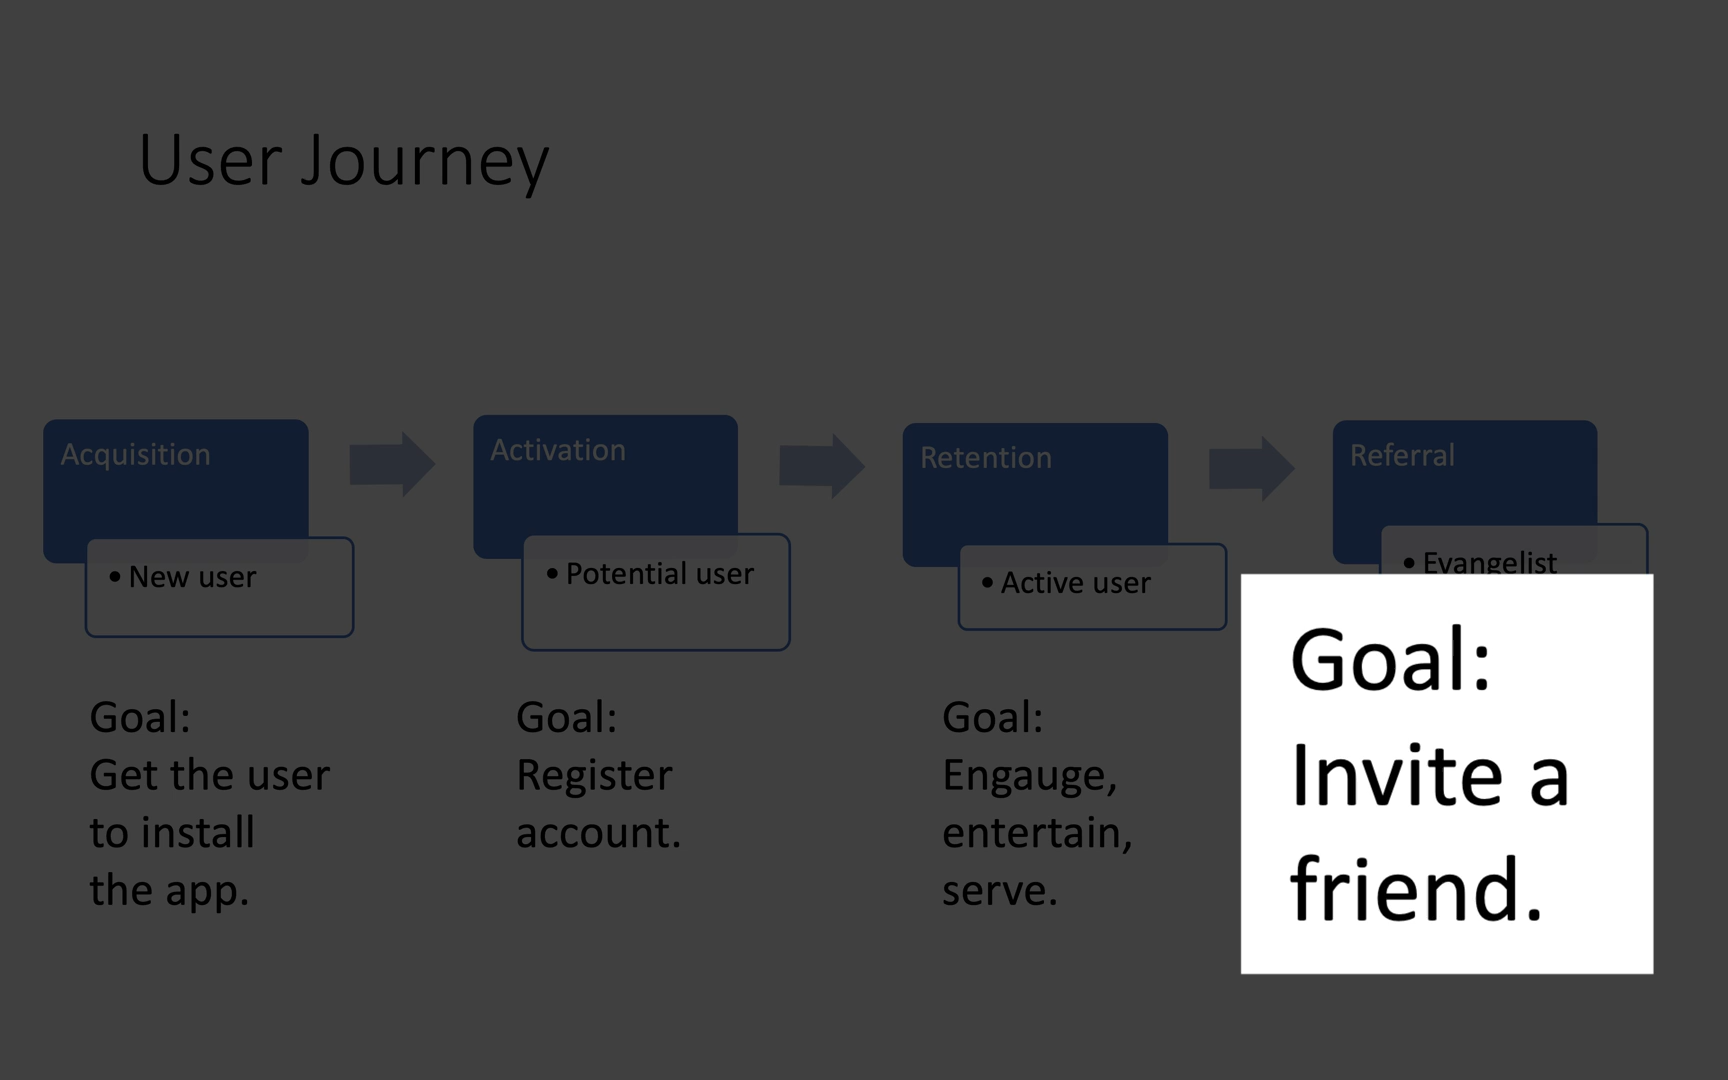 User Journey
Acquisition
• New user
Activation
• Potential user
Retention
• Active user
Referral
• Evangelist
Goal:
Get the user
to install
the app.
Goal:
Register
account.
Goal:
Engauge,
entertain,
serve.
Goal:
Invite a
friend.